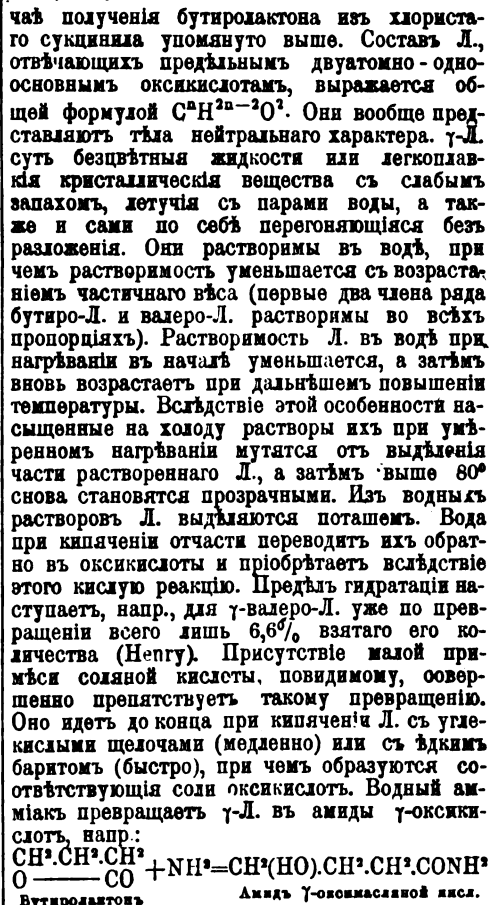 чаѣ полученія бутиролактона изъ хлориста-
го сукцинила упомянуто выше. Составъ Л.,
отвѣчающихъ предѣльнымъ двуатомно-одно-
основнымъ оксикислотамъ, выражается об-
щей формулой CⁿH²ⁿ⁻²O². Они вообще пред-
ставляютъ тѣла нейтральнаго характера. γ-Л.
суть безцвѣтныя жидкости или легкоплав-
кія кристаллическія вещества съ слабымъ
запахомъ, летучія съ парами воды, а так-
же и сами по себѣ перегоняющіяся безъ
разложенія. Они растворимы въ водѣ, при
чемъ растворимость уменьшается съ возраста-
ніемъ частичнаго вѣса (первые два члена ряда
бутиро-Л. и валеро-Л. растворимы во всѣхъ
пропорціяхъ). Растворимость Л. въ водѣ при
нагрѣваніи въ началѣ уменьшается, а затѣмъ
вновь возрастаетъ при дальнѣшемъ повышеніи
температуры. Вслѣдствіе этой особенности на-
сыщенные на холоду растворы ихъ при умѣ-
ренномъ нагрѣваніи мутятся отъ выдѣленія
части раствореннаго Л., а затѣмъ выше 80°
снова становятся прозрачными. Изъ водныхъ
растворовъ Л. выдѣляются поташемъ. Вода
при кипяченіи отчасти переводитъ ихъ обрат-
но въ оксикислоты и пріобрѣтаетъ вслѣдствіе
этого кислую реакцію. Предѣлъ гидратаціи на-
ступаетъ, напр., для γ-валеро-Л. уже по прев-
ращеніи всего лишь 6,6% взятаго его ко-
личества (Henry). Присутствіе малой при-
мѣси соляной кислоты, повидимому, совер-
шенно препятствуетъ такому превращенію.
Оно идетъ до конца при кипяченіи Л. съ угле-
кислыми щелочами (медленно) или съ ѣдкимъ
баритомъ (быстро), при чемъ образуются со-
отвѣтствующія соли оксикислотъ. Водный ам-
міакъ превращаетъ γ-Л. въ амиды γ-оксики-
слотъ, напр.:
CH².CH².CH²
O———CO +NH³=CH²(HO).CH².CH².CONH²
Бутиролактонъ Амидъ γ-оксимасляной кисл.